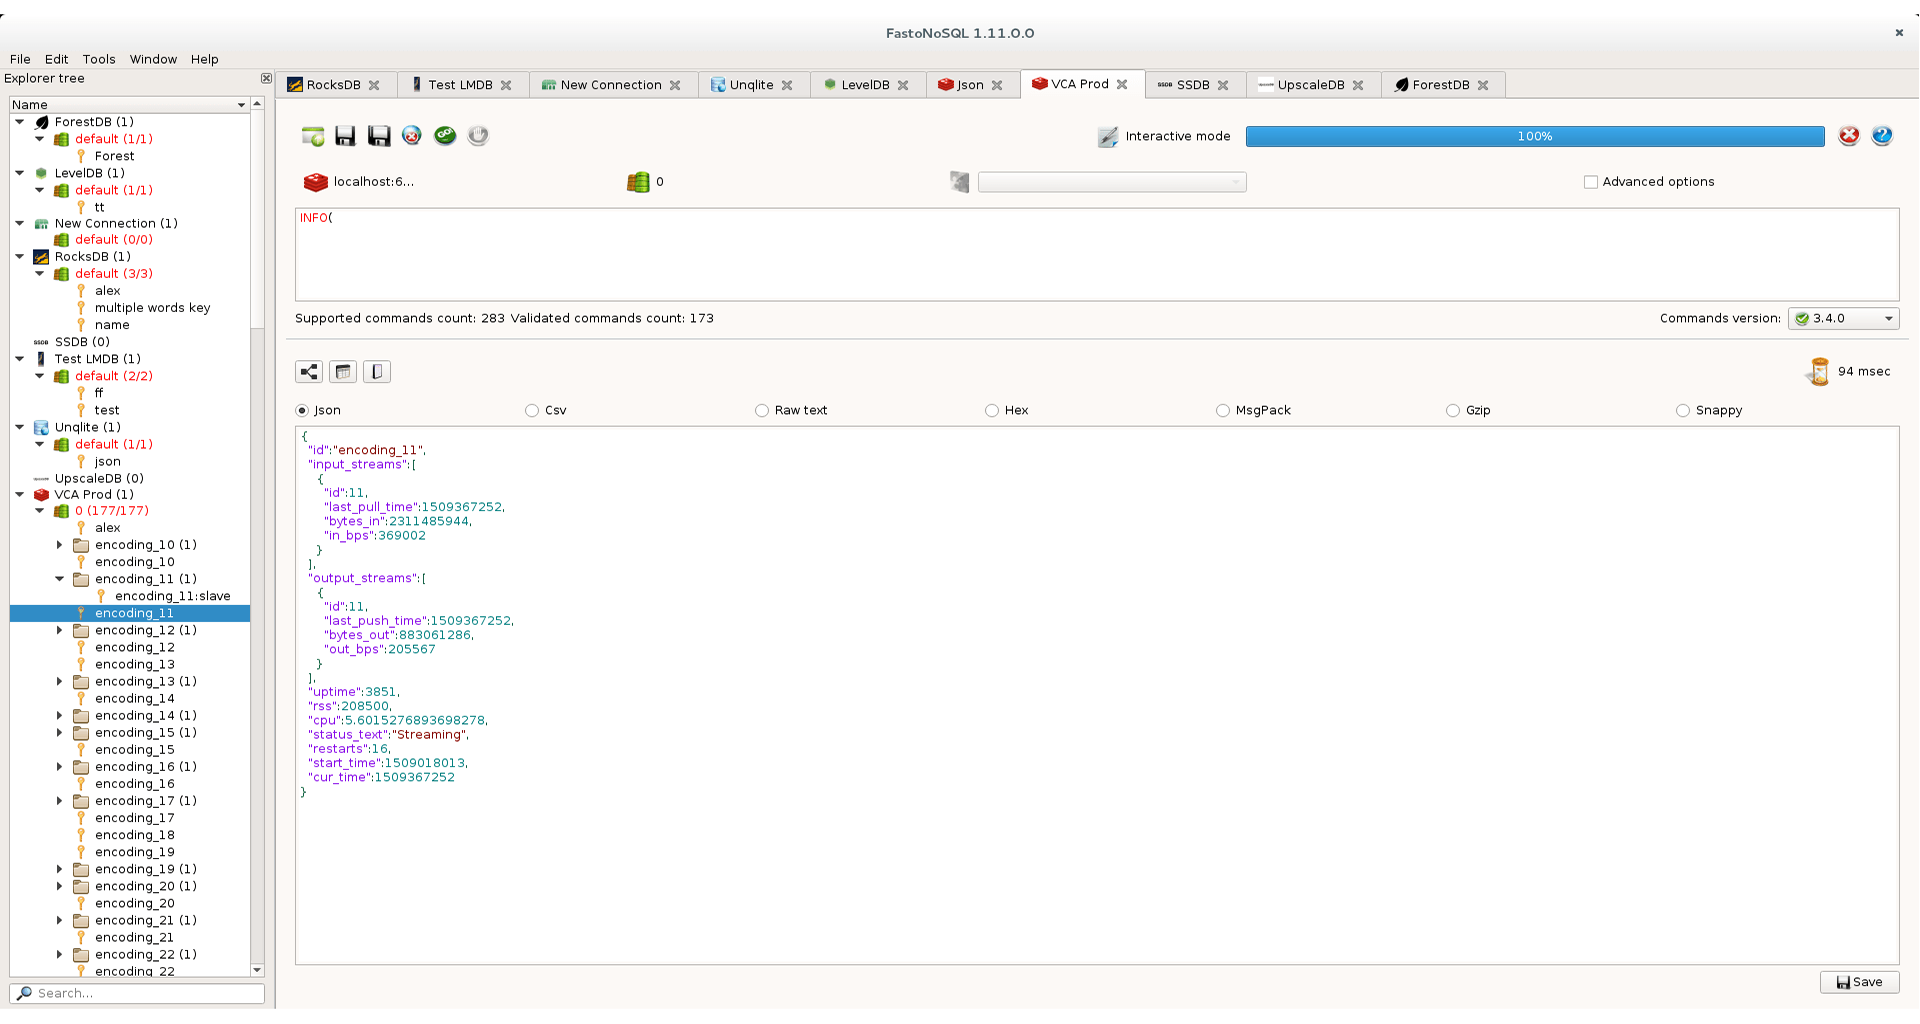 FastoNoSQL 1.11.0.0
File Edit Tools Window Help
Explorer tree
Name
ForestDB (1)
default (1/1)
Forest
LevelDB (1)
default (1/1)
tt
New Connection (1)
default (0/0)
RocksDB (1)
default (3/3)
alex
multiple words key
name
SSDB SSDB (0)
Test LMDB (1)
default (2/2)
ff
test
Unqlite (1)
default (1/1)
json
UpscaleDB (0)
VCA Prod (1)
0 (177/177)
alex
encoding_10 (1)
encoding_10
encoding_11 (1)
encoding_11:slave
encoding_11
encoding_12 (1)
encoding_12
encoding_13
encoding_13 (1)
encoding_14
encoding_14 (1)
encoding_15 (1)
encoding_15
encoding_16 (1)
encoding_16
encoding_17 (1)
encoding_17
encoding_18
encoding_19
encoding_19 (1)
encoding_20 (1)
encoding_20
encoding_21 (1)
encoding_21
encoding_22 (1)
encoding_22
Search...
RocksDB Test LMDB New Connection Unqlite LevelDB Json VCA Prod SSDB SSDB UpscaleDB ForestDB
Interactive mode 100%
localhost:6... 0 Advanced options
INFO(
Supported commands count: 283 Validated commands count: 173 Commands version: 3.4.0
94 msec
Json Csv Raw text Hex MsgPack Gzip Snappy
{
"id":"encoding_11",
"input_streams":[
{
"id":11,
"last_pull_time":1509367252,
"bytes_in":2311485944,
"in_bps":369002
}
],
"output_streams":[
{
"id":11,
"last_push_time":1509367252,
"bytes_out":883061286,
"out_bps":205567
}
],
"uptime":3851,
"rss":208500,
"cpu":5.6015276893698278,
"status_text":"Streaming",
"restarts":16,
"start_time":1509018013,
"cur_time":1509367252
}
Save